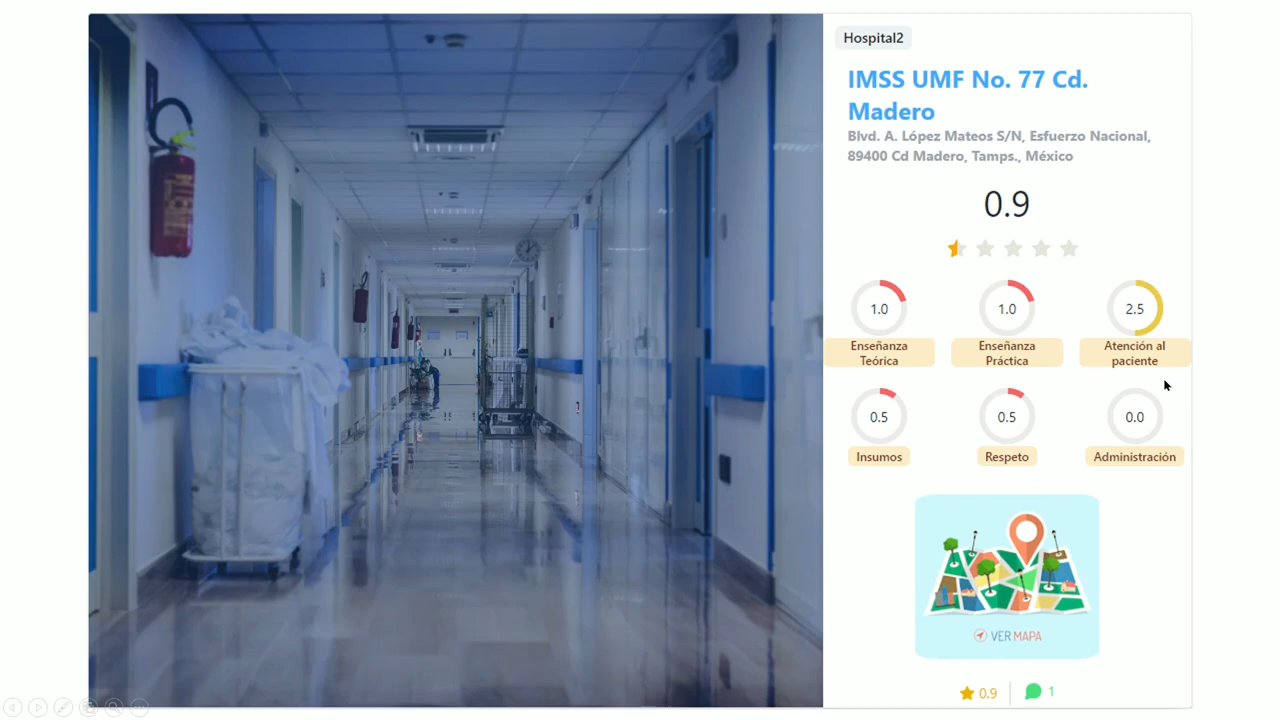 Hospital2
IMSS UMF No. 77 Cd.
Madero
Blvd. A. López Mateos S/N, Esfuerzo Nacional,
89400 Cd Madero, Tamps., México
0.9
1.0
1.0
2.5
Enseñanza
Teórica
Enseñanza
Práctica
Atención al
paciente
0.5
0.5
0.0
Insumos
Respeto
Administración
VER MAPA
0.9
1